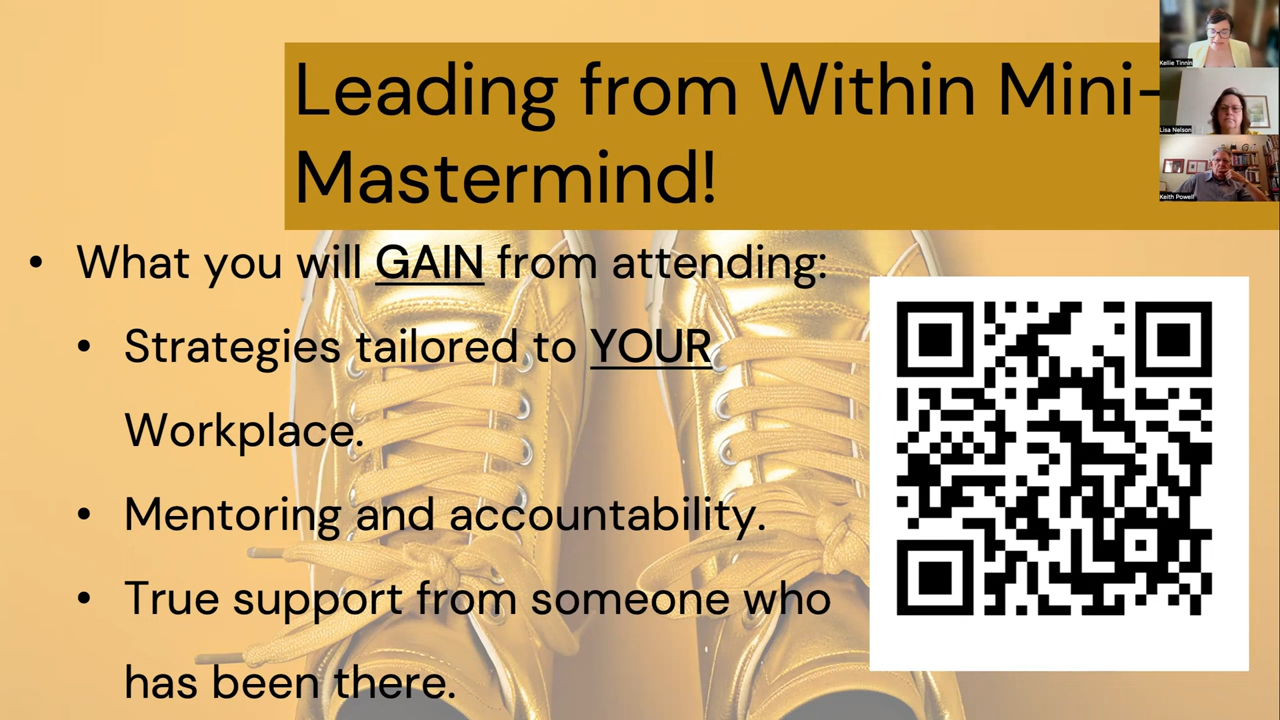 Leading from Within Mini-
Mastermind!
Kellie Tinnin
Lisa Nelson
Keith Powell
• What you will GAIN from attending:
• Strategies tailored to YOUR
Workplace.
• Mentoring and accountability.
• True support from someone who
has been there.